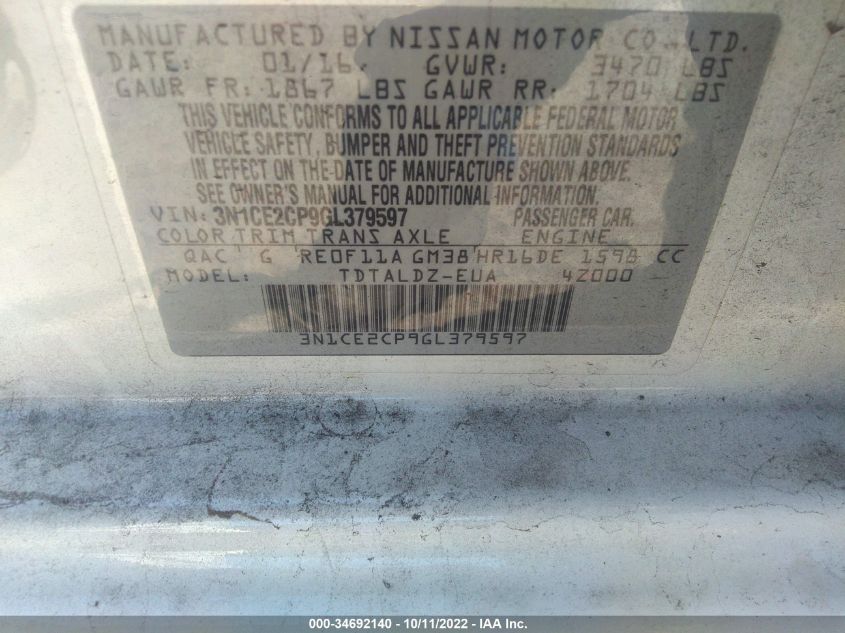 MANUFACTURED BY NISSAN MOTOR CO., LTD.
DATE: 01/16 GVWR: 3470 LBS
GAWR FR: 1867 LBS GAWR RR: 1704 LBS
THIS VEHICLE CONFORMS TO ALL APPLICABLE FEDERAL MOTOR
VEHICLE SAFETY, BUMPER AND THEFT PREVENTION STANDARDS
IN EFFECT ON THE DATE OF MANUFACTURE SHOWN ABOVE.
SEE OWNER'S MANUAL FOR ADDITIONAL INFORMATION.
VIN: 3N1CE2CP9GL379597 PASSENGER CAR.
COLOR TRIM TRANS AXLE ENGINE
QAC G RE0F11A GM38 HR16DE 1598 CC
MODEL: TDTALDZ-EUA 4Z000
3N1CE2CP9GL379597
000-34692140 - 10/11/2022 - IAA Inc.